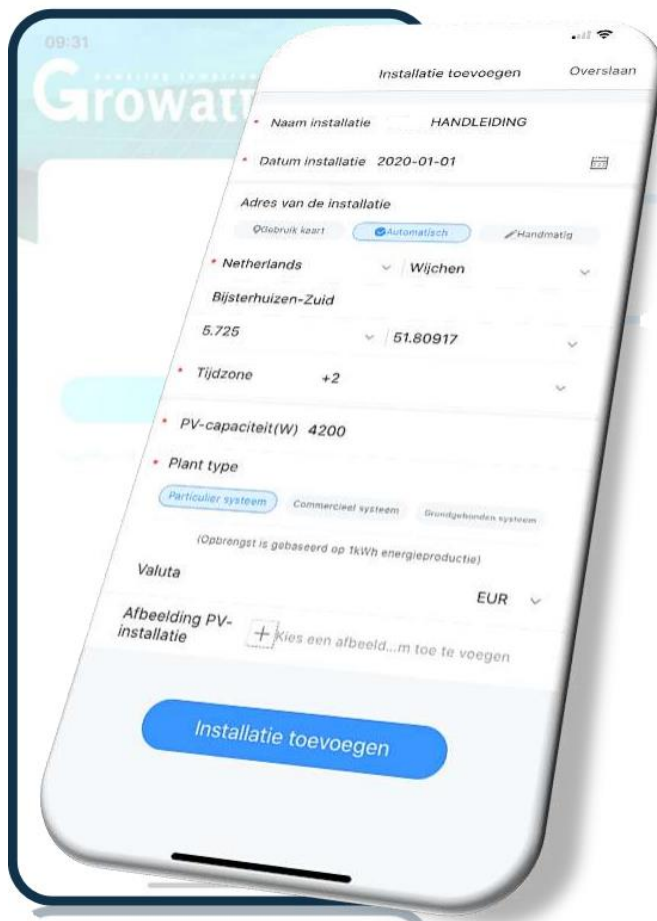 09:31
Growatt
Installatie toevoegen Overslaan
* Naam installatie HANDLEIDING
* Datum installatie 2020-01-01
Adres van de installatie
Gebruik kaart Automatisch Handmatig
* Netherlands Wijchen
Bijsterhuizen-Zuid
5.725 51.80917
* Tijdzone +2
* PV-capaciteit(W) 4200
* Plant type
Particulier systeem Commercieel systeem Grondgebonden systeem
(Opbrengst is gebaseerd op 1kWh energieproductie)
Valuta
EUR
Afbeelding PV-
installatie
Kies een afbeeld...m toe te voegen
Installatie toevoegen